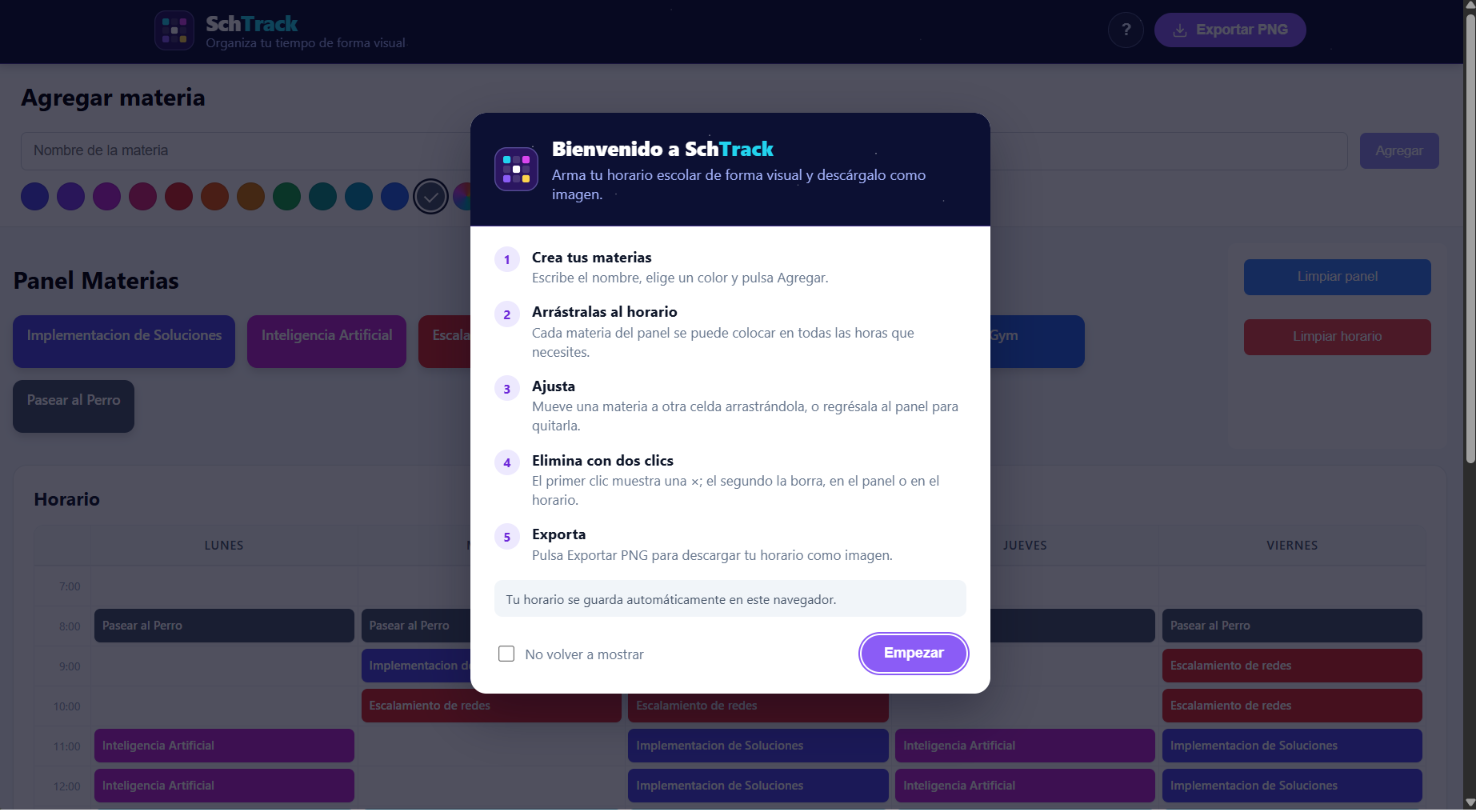 SchTrack
Organiza tu tiempo de forma visual
?
Exportar PNG
Agregar materia
Nombre de la materia
Agregar
Bienvenido a SchTrack
Arma tu horario escolar de forma visual y descárgalo como
imagen.
1
Crea tus materias
Escribe el nombre, elige un color y pulsa Agregar.
2
Arrástralas al horario
Cada materia del panel se puede colocar en todas las horas que
necesites.
3
Ajusta
Mueve una materia a otra celda arrastrándola, o regrésala al panel para
quitarla.
4
Elimina con dos clics
El primer clic muestra una ×; el segundo la borra, en el panel o en el
horario.
5
Exporta
Pulsa Exportar PNG para descargar tu horario como imagen.
Tu horario se guarda automáticamente en este navegador.
No volver a mostrar
Empezar
Panel Materias
Limpiar panel
Limpiar horario
Implementacion de Soluciones
Inteligencia Artificial
Gym
Pasear al Perro
Horario
LUNES
JUEVES
VIERNES
7:00
8:00
Pasear al Perro
Pasear al Perro
Pasear al Perro
9:00
Implementacion
Escalamiento de redes
10:00
Escalamiento de redes
Escalamiento de redes
Escalamiento de redes
11:00
Inteligencia Artificial
Implementacion de Soluciones
Inteligencia Artificial
Implementacion de Soluciones
12:00
Inteligencia Artificial
Implementacion de Soluciones
Inteligencia Artificial
Implementacion de Soluciones